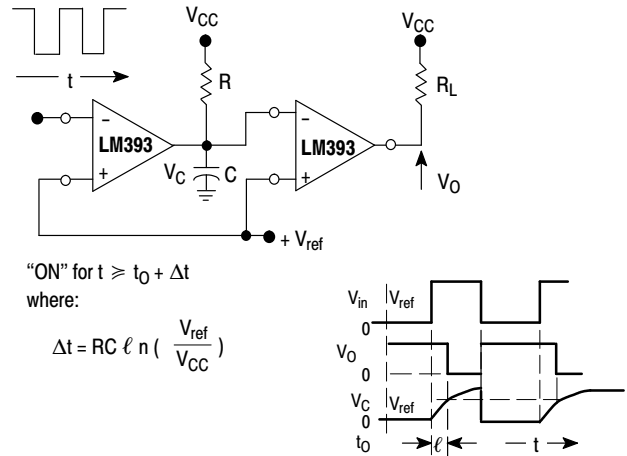 V_CC
V_CC
t
R
R_L
−
LM393
+
−
LM393
+
V_C
C
V_O
+ V_ref
“ON” for t ≥ t_O + Δt
where:
Δt = RC ℓ n ( V_ref / V_CC )
V_in
V_ref
0
V_O
0
V_C
V_ref
0
t_O
ℓ
t